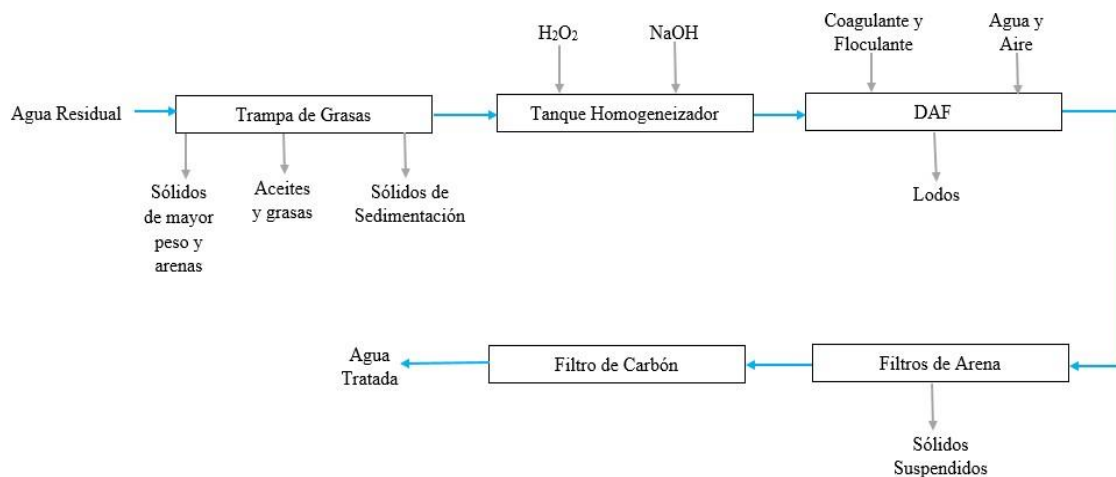 H₂O₂
NaOH
Coagulante y
Floculante
Agua y
Aire
Agua Residual
Trampa de Grasas
Tanque Homogeneizador
DAF
Sólidos
de mayor
peso y
arenas
Aceites
y grasas
Sólidos de
Sedimentación
Lodos
Agua
Tratada
Filtro de Carbón
Filtros de Arena
Sólidos
Suspendidos